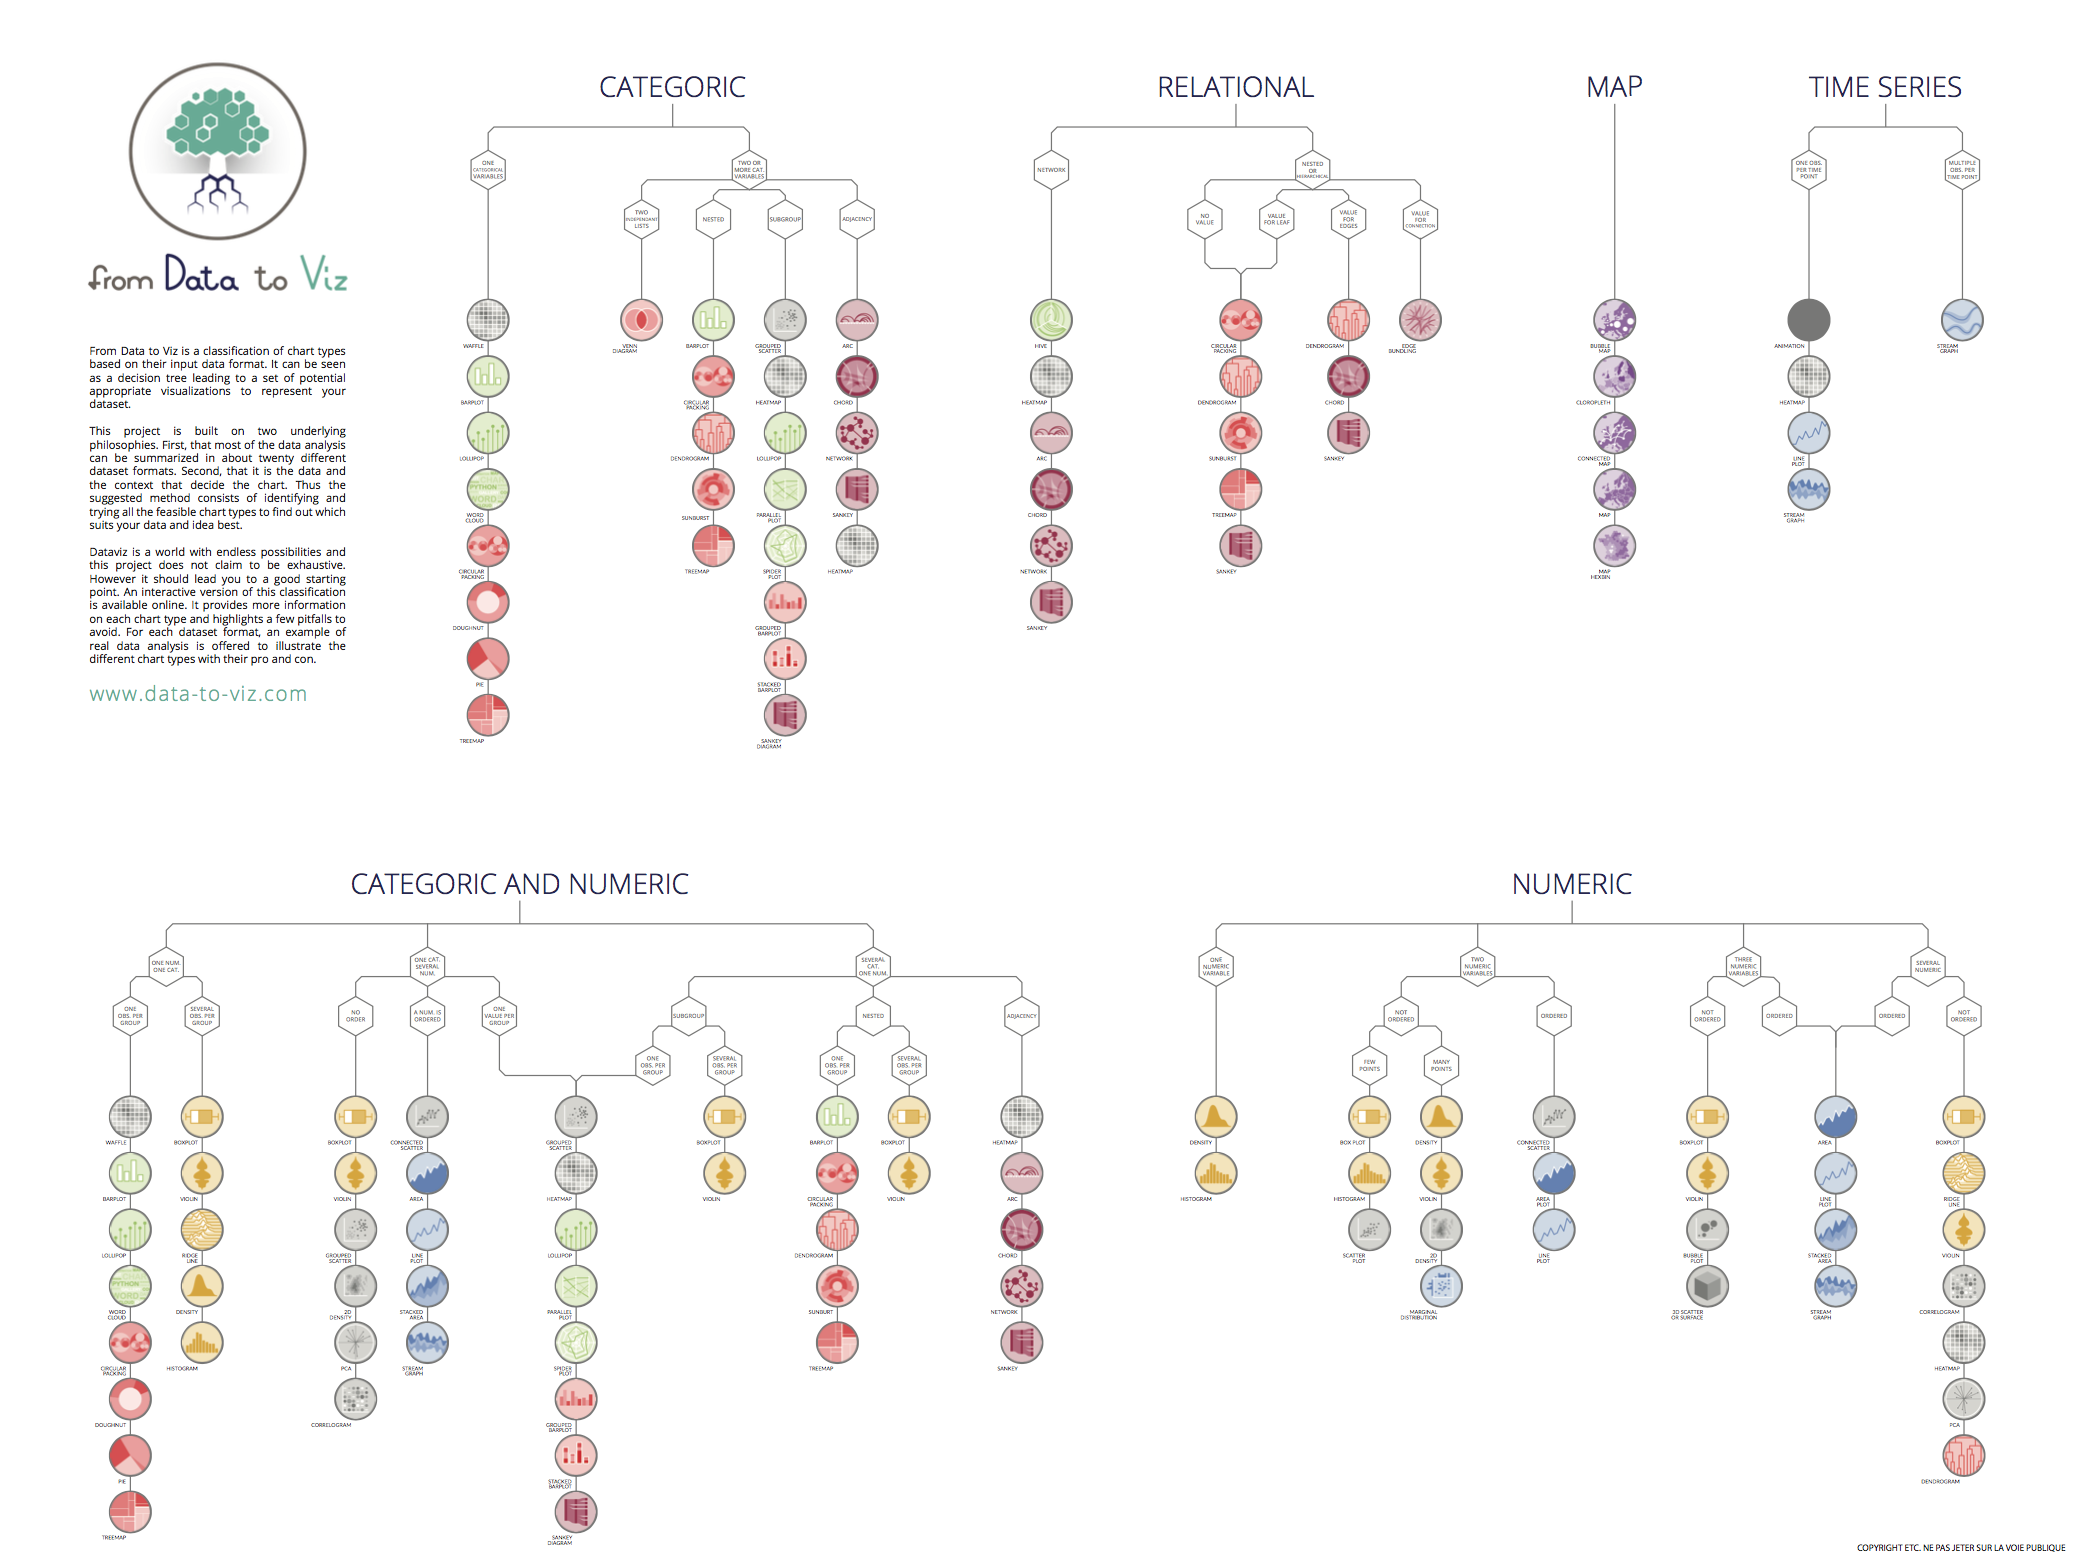 from Data to Viz
From Data to Viz is a classification of chart types
based on their input data format. It can be seen
as a decision tree leading to a set of potential
appropriate visualizations to represent your
dataset.
This project is built on two underlying
philosophies. First, that most of the data analysis
can be summarized in about twenty different
dataset formats. Second, that it is the data and
the context that decide the chart. Thus the
suggested method consists of identifying and
trying all the feasible chart types to find out which
suits your data and idea best.
Dataviz is a world with endless possibilities and
this project does not claim to be exhaustive.
However it should lead you to a good starting
point. An interactive version of this classification
is available online. It provides more information
on each chart type and highlights a few pitfalls to
avoid. For each dataset format, an example of
real data analysis is offered to illustrate the
different chart types with their pro and con.
www.data-to-viz.com
CATEGORIC
ONE
CATEGORICAL
VARIABLES
WAFFLE
BARPLOT
LOLLIPOP
WORD
CLOUD
CIRCULAR
PACKING
DOUGHNUT
PIE
TREEMAP
TWO OR
MORE CAT.
VARIABLES
TWO
INDEPENDANT
LISTS
VENN
DIAGRAM
NESTED
BARPLOT
CIRCULAR
PACKING
DENDROGRAM
SUNBURST
TREEMAP
SUBGROUP
GROUPED
SCATTER
HEATMAP
LOLLIPOP
PARALLEL
PLOT
SPIDER
PLOT
GROUPED
BARPLOT
STACKED
BARPLOT
SANKEY
DIAGRAM
ADJACENCY
ARC
CHORD
NETWORK
SANKEY
HEATMAP
RELATIONAL
NETWORK
HIVE
HEATMAP
ARC
CHORD
NETWORK
SANKEY
NESTED
OR
HIERARCHICAL
NO
VALUE
VALUE
FOR LEAF
CIRCULAR
PACKING
DENDROGRAM
SUNBURST
TREEMAP
SANKEY
VALUE
FOR
EDGES
DENDROGRAM
CHORD
SANKEY
VALUE
FOR
CONNECTION
EDGE
BUNDLING
MAP
BUBBLE
MAP
CLOROPLETH
CONNECTED
MAP
MAP
MAP
HEXBIN
TIME SERIES
ONE OBS.
PER TIME
POINT
ANIMATION
HEATMAP
LINE
PLOT
STREAM
GRAPH
MULTIPLE
OBS. PER
TIME POINT
STREAM
GRAPH
CATEGORIC AND NUMERIC
ONE NUM.
ONE CAT.
ONE
OBS. PER
GROUP
WAFFLE
BARPLOT
LOLLIPOP
WORD
CLOUD
CIRCULAR
PACKING
DOUGHNUT
PIE
TREEMAP
SEVERAL
OBS. PER
GROUP
BOXPLOT
VIOLIN
RIDGE
LINE
DENSITY
HISTOGRAM
ONE CAT.
SEVERAL
NUM.
NO
ORDER
BOXPLOT
VIOLIN
GROUPED
SCATTER
2D
DENSITY
PCA
CORRELOGRAM
A NUM. IS
ORDERED
CONNECTED
SCATTER
AREA
LINE
PLOT
STACKED
AREA
STREAM
GRAPH
ONE
VALUE PER
GROUP
SEVERAL
CAT.
ONE NUM.
SUBGROUP
ONE
OBS. PER
GROUP
GROUPED
SCATTER
HEATMAP
LOLLIPOP
PARALLEL
PLOT
SPIDER
PLOT
GROUPED
BARPLOT
STACKED
BARPLOT
SANKEY
DIAGRAM
SEVERAL
OBS. PER
GROUP
BOXPLOT
VIOLIN
NESTED
ONE
OBS. PER
GROUP
BARPLOT
CIRCULAR
PACKING
DENDROGRAM
SUNBURT
TREEMAP
SEVERAL
OBS. PER
GROUP
BOXPLOT
VIOLIN
ADJACENCY
HEATMAP
ARC
CHORD
NETWORK
SANKEY
NUMERIC
ONE
NUMERIC
VARIABLE
DENSITY
HISTOGRAM
TWO
NUMERIC
VARIABLES
NOT
ORDERED
FEW
POINTS
BOX PLOT
HISTOGRAM
SCATTER
PLOT
MANY
POINTS
DENSITY
VIOLIN
2D
DENSITY
MARGINAL
DISTRIBUTION
ORDERED
CONNECTED
SCATTER
AREA
PLOT
LINE
PLOT
THREE
NUMERIC
VARIABLES
NOT
ORDERED
BOXPLOT
VIOLIN
BUBBLE
PLOT
3D SCATTER
OR SURFACE
ORDERED
SEVERAL
NUMERIC
ORDERED
AREA
LINE
PLOT
STACKED
AREA
STREAM
GRAPH
NOT
ORDERED
BOXPLOT
RIDGE
LINE
VIOLIN
CORRELOGRAM
HEATMAP
PCA
DENDROGRAM
COPYRIGHT ETC. NE PAS JETER SUR LA VOIE PUBLIQUE